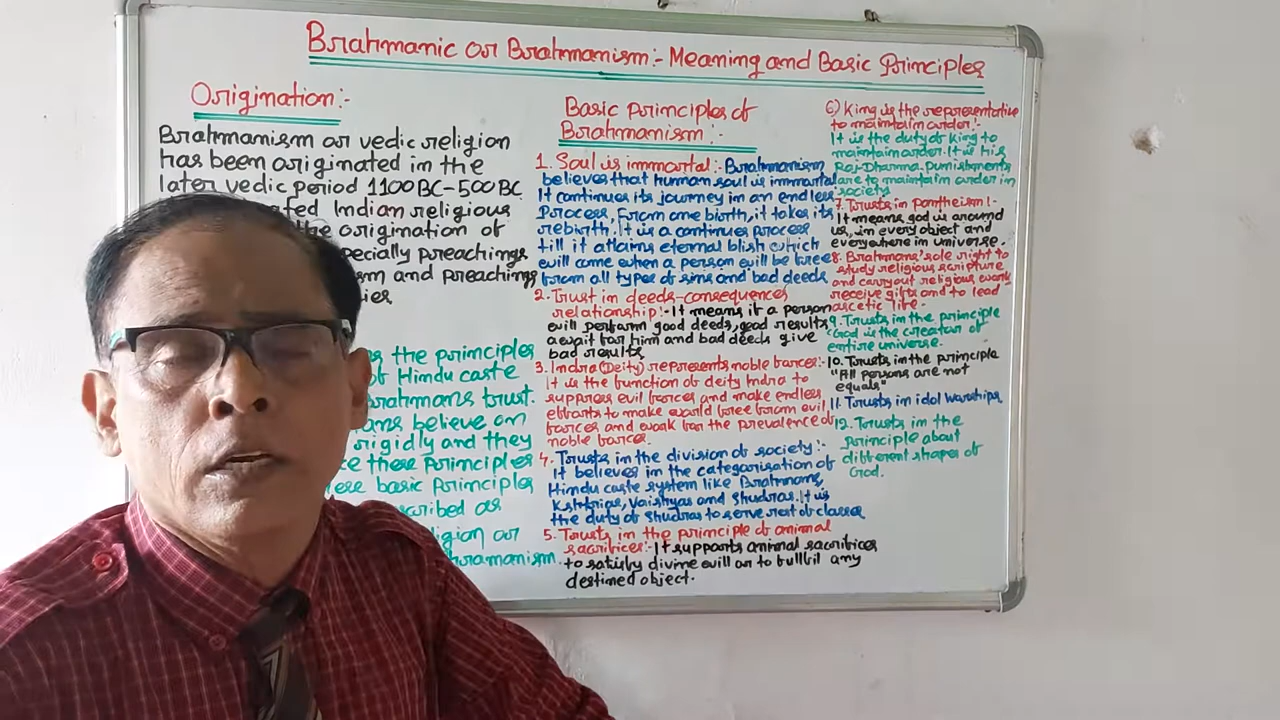 Brahmanic or Brahmanism:- Meaning and Basic Principles
Origination:-
Brahmanism or vedic religion
has been originated in the
later vedic period 1100BC-500BC
Indian religious
the origination of
specially preachings
and preachings
the principles
of Hindu caste
Brahmans trust.
believe on
rigidly and they
these principles
these basic principles
as
religion or
Bramanism
Basic principles of
Brahmanism:-
1. Soul is immortal:- Brahmanism
believes that human soul is immortal
It continues its journey in an endless
process, From one birth, it takes its
rebirth. It is a continues process
till it attains eternal blish which
will come when a person will be free
from all types of sins and bad deeds
2. Trust in deeds-consequences
relationship:- It means if a person
will perform good deeds, good results
await for him and bad deeds give
bad results
3. Indra (Deity) represents noble forces:-
It is the function of deity Indra to
suppress evil forces and make endless
efforts to make world free from evil
forces and work for the prevalence of
noble forces.
4. Trusts in the division of society:-
It believes in the categorisation of
Hindu caste system like Brahmans,
Kshtrias, Vaishyas and Shudras. It is
the duty of Shudras to serve rest of classes
5. Trusts in the principle of animal
sacrifices:- It supports animal sacrifices
to satisfy divine will or to fullfil any
destined object.
6) King is the representative
to maintain order:-
It is the duty of king to
maintain order. It is his
Raj-Dharma. Punishments
are to maintain order in
society
7. Trusts in pantheism!-
It means god is around
us, in every object and
everywhere in universe.
8. Brahmans' sole right to
study religious scripture
and carryout religious work
receive gifts and to lead
ascetic life.
9. Trusts in the principle
"God is the creator of
entire universe.
10. Trusts in the principle
"All persons are not
equals"
11. Trusts in idol worships
12. Trusts in the
principle about
different shapes of
God.